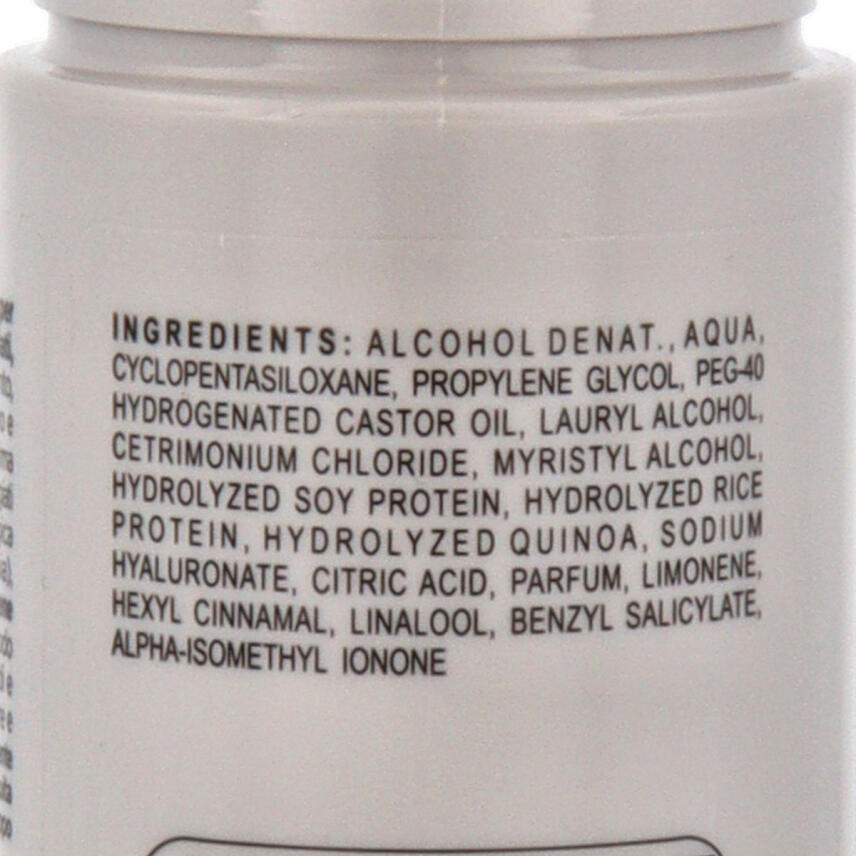 INGREDIENTS: ALCOHOL DENAT., AQUA,
CYCLOPENTASILOXANE, PROPYLENE GLYCOL, PEG-40
HYDROGENATED CASTOR OIL, LAURYL ALCOHOL,
CETRIMONIUM CHLORIDE, MYRISTYL ALCOHOL,
HYDROLYZED SOY PROTEIN, HYDROLYZED RICE
PROTEIN, HYDROLYZED QUINOA, SODIUM
HYALURONATE, CITRIC ACID, PARFUM, LIMONENE,
HEXYL CINNAMAL, LINALOOL, BENZYL SALICYLATE,
ALPHA-ISOMETHYL IONONE